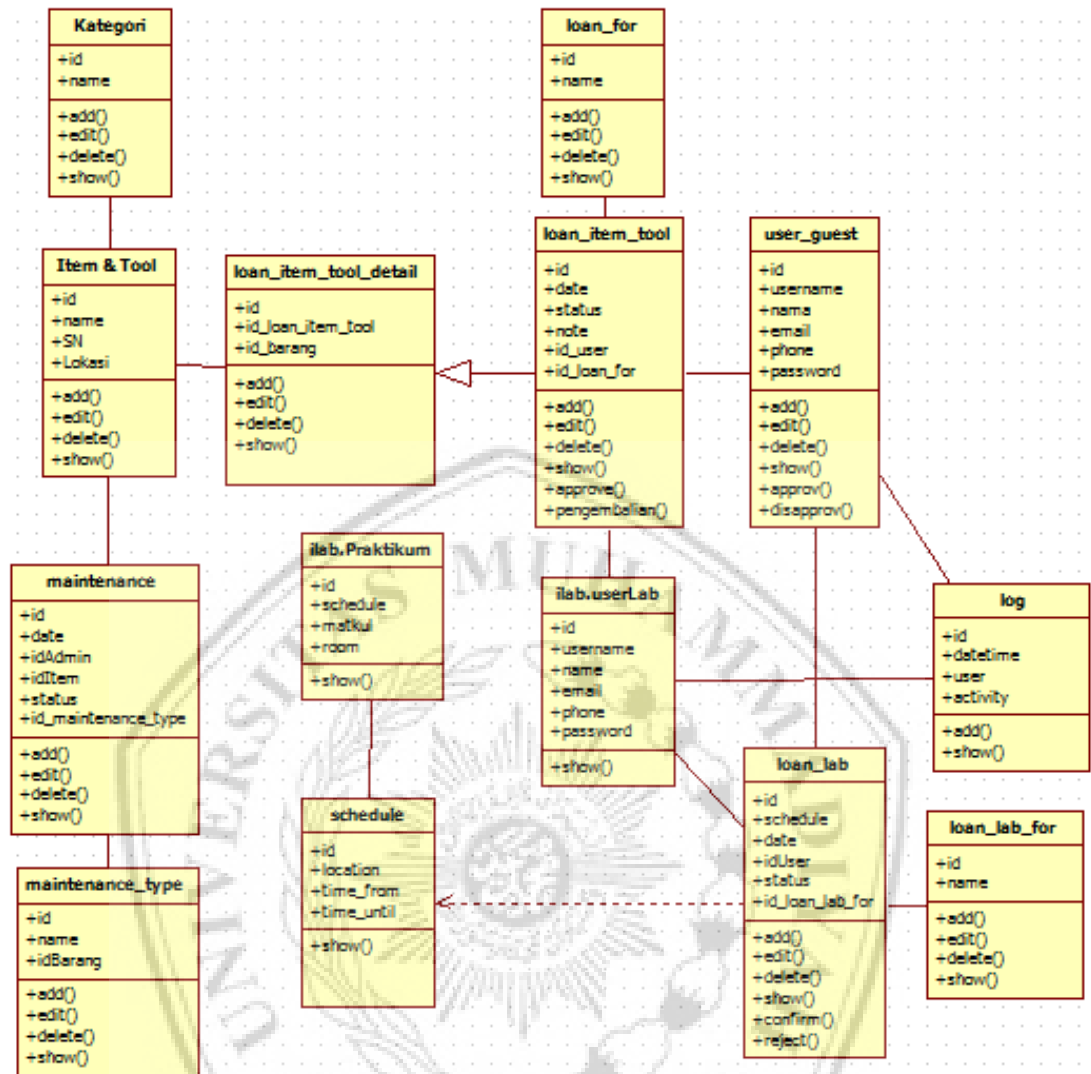 Kategori
+id
+name
+add()
+edit()
+delete()
+show()
loan_for
+id
+name
+add()
+edit()
+delete()
+show()
Item & Tool
+id
+name
+SN
+Lokasi
+add()
+edit()
+delete()
+show()
loan_item_tool_detail
+id
+id_loan_item_tool
+id_barang
+add()
+edit()
+delete()
+show()
loan_item_tool
+id
+date
+status
+note
+id_user
+id_loan_for
+add()
+edit()
+delete()
+show()
+approve()
+pengembalian()
user_guest
+id
+username
+nama
+email
+phone
+password
+add()
+edit()
+delete()
+show()
+approv()
+disapprov()
maintenance
+id
+date
+idAdmin
+idItem
+status
+id_maintenance_type
+add()
+edit()
+delete()
+show()
ilab.Praktikum
+id
+schedule
+matkul
+room
+show()
ilab.userLab
+id
+username
+name
+email
+phone
+password
+show()
log
+id
+datetime
+user
+activity
+add()
+show()
maintenance_type
+id
+name
+idBarang
+add()
+edit()
+delete()
+show()
schedule
+id
+location
+time_from
+time_until
+show()
loan_lab
+id
+schedule
+date
+idUser
+status
+id_loan_lab_for
+add()
+edit()
+delete()
+show()
+confirm()
+reject()
loan_lab_for
+id
+name
+add()
+edit()
+delete()
+show()
UNIVERSITAS MUHAMM